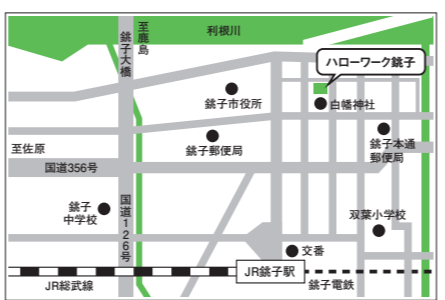 利根川
至鹿島
銚子大橋
ハローワーク銚子
銚子市役所
白幡神社
銚子郵便局
銚子本通
郵便局
至佐原
国道356号
銚子
中学校
国道126号
双葉小学校
交番
JR銚子駅
JR総武線
銚子電鉄